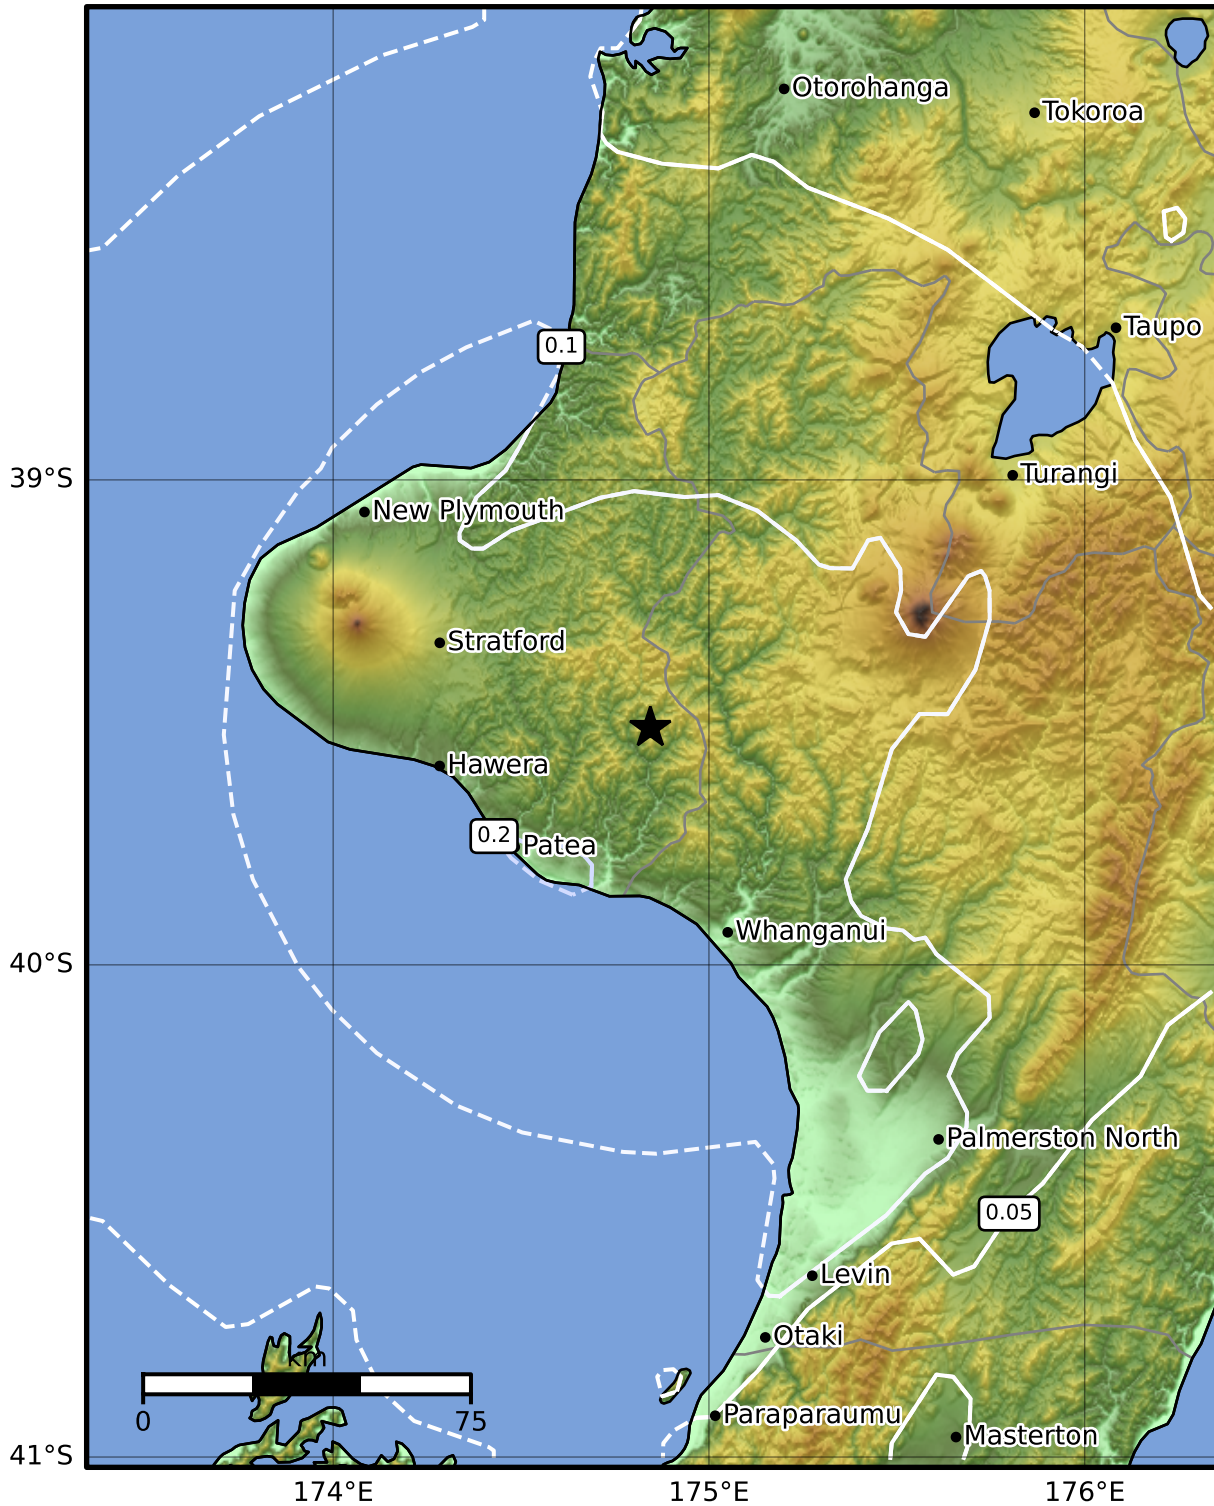 Otorohanga
Tokoroa
Taupo
0.1
39°S
Turangi
New Plymouth
Stratford
Hawera
0.2
Patea
Whanganui
40°S
Palmerston North
0.05
Levin
Otaki
km
0
75
Paraparaumu
Masterton
41°S
174°E
175°E
176°E